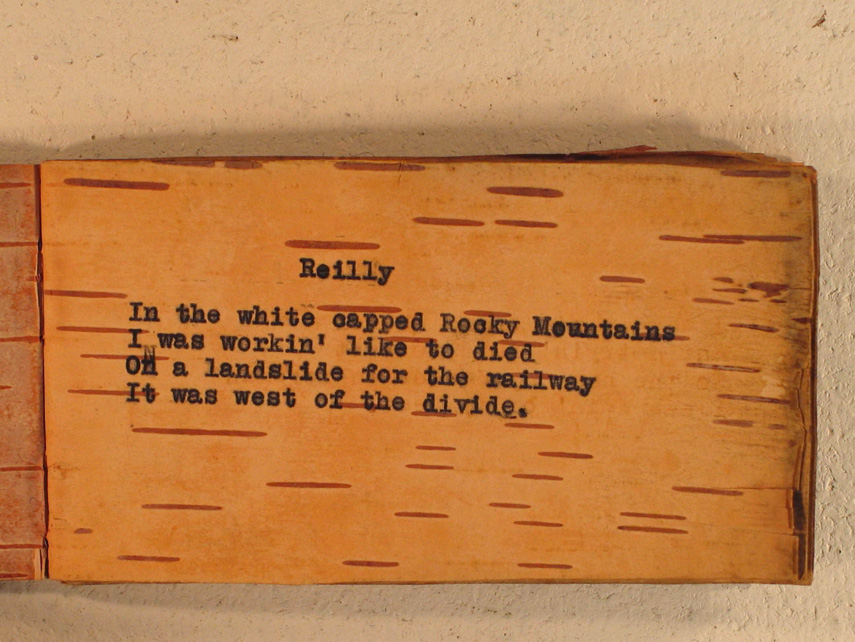 Reilly
In the white capped Rocky Mountains
I was workin' like to died
On a landslide for the railway
It was west of the divide.